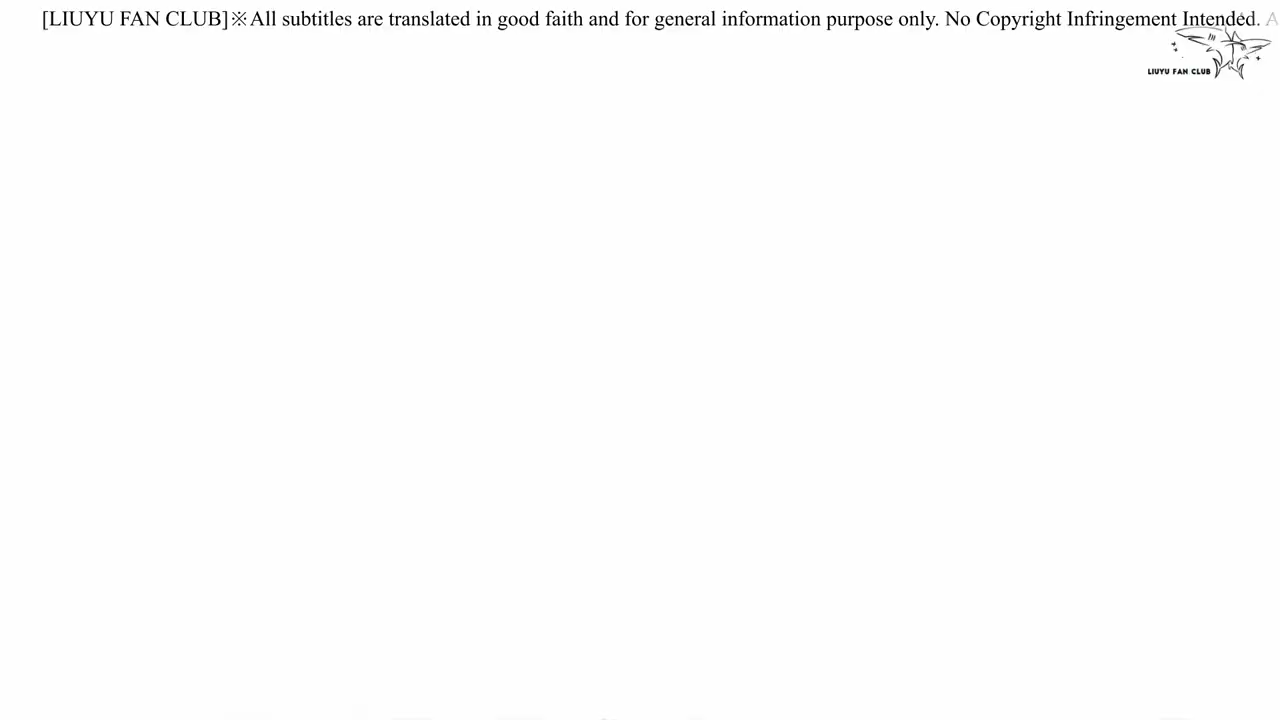 [LIUYU FAN CLUB]※All subtitles are translated in good faith and for general information purpose only. No Copyright Infringement Intended. A
LIUYU FAN CLUB